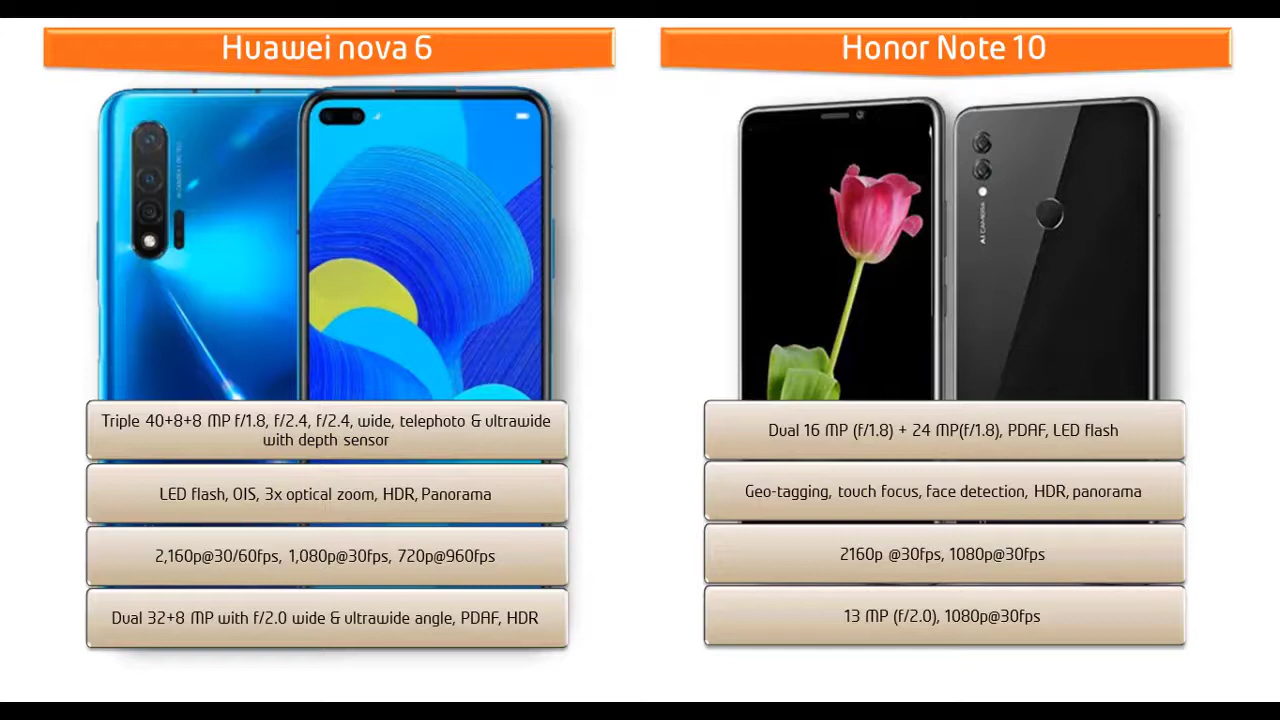 Huawei nova 6
Triple 40+8+8 MP f/1.8, f/2.4, f/2.4, wide, telephoto & ultrawide
with depth sensor
LED flash, OIS, 3x optical zoom, HDR, Panorama
2,160p@30/60fps, 1,080p@30fps, 720p@960fps
Dual 32+8 MP with f/2.0 wide & ultrawide angle, PDAF, HDR
Honor Note 10
AI CAMERA
Dual 16 MP (f/1.8) + 24 MP(f/1.8), PDAF, LED flash
Geo-tagging, touch focus, face detection, HDR, panorama
2160p @30fps, 1080p@30fps
13 MP (f/2.0), 1080p@30fps